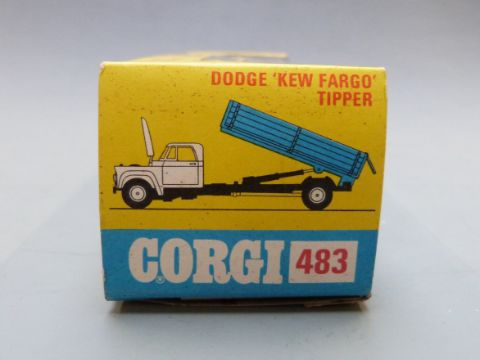 DODGE 'KEW FARGO'
TIPPER
CORGI 483